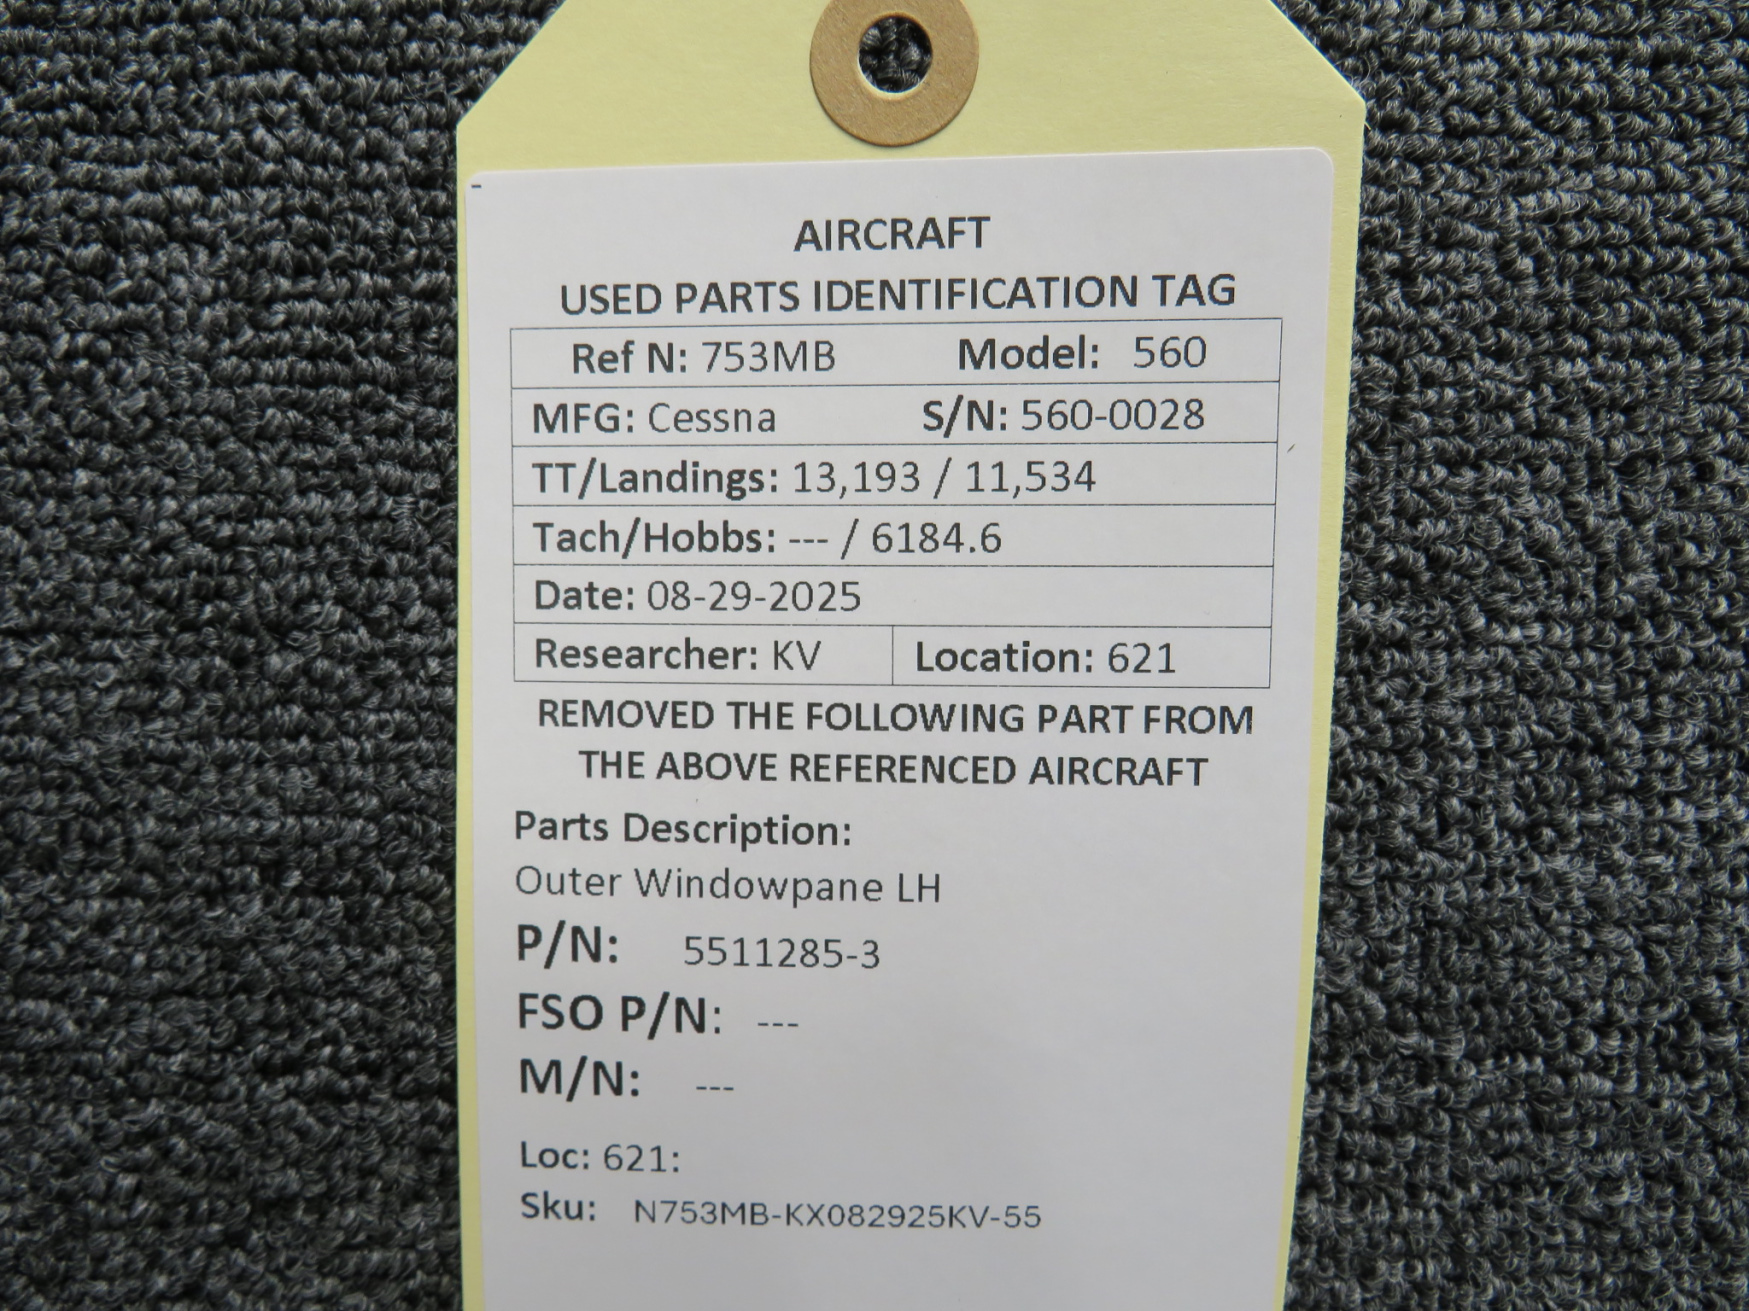 AIRCRAFT
USED PARTS IDENTIFICATION TAG
Ref N: 753MB Model: 560
MFG: Cessna S/N: 560-0028
TT/Landings: 13,193 / 11,534
Tach/Hobbs: --- / 6184.6
Date: 08-29-2025
Researcher: KV Location: 621
REMOVED THE FOLLOWING PART FROM
THE ABOVE REFERENCED AIRCRAFT
Parts Description:
Outer Windowpane LH
P/N: 5511285-3
FSO P/N: ---
M/N: ---
Loc: 621:
Sku: N753MB-KX082925KV-55